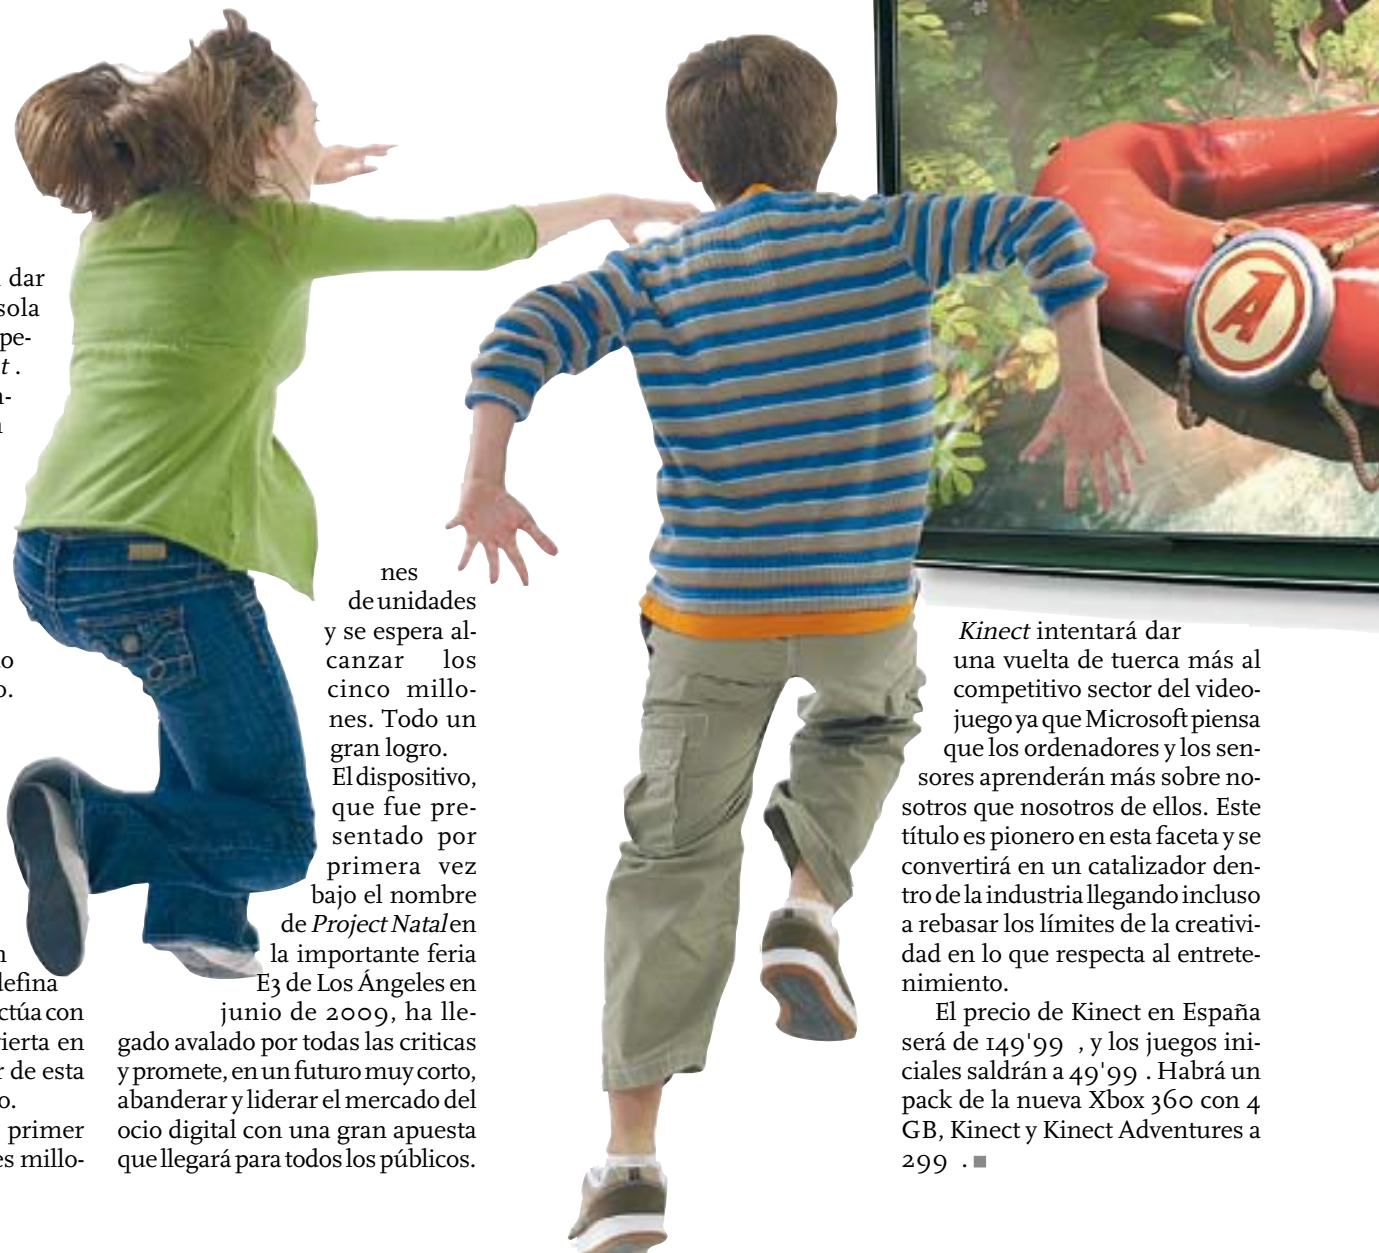 dar
sola
pe-
t .
n-
o.
n
lefina
ctúa con
ierta en
r de esta
o.
primer
es millo-
nes
de unidades
y se espera al-
canzar los
cinco millo-
nes. Todo un
gran logro.
El dispositivo,
que fue pre-
sentado por
primera vez
bajo el nombre
de Project Natal en
la importante feria
E3 de Los Ángeles en
junio de 2009, ha lle-
gado avalado por todas las criticas
y promete, en un futuro muy corto,
abanderar y liderar el mercado del
ocio digital con una gran apuesta
que llegará para todos los públicos.
A
Kinect intentará dar
una vuelta de tuerca más al
competitivo sector del video-
juego ya que Microsoft piensa
que los ordenadores y los sen-
sores aprenderán más sobre no-
sotros que nosotros de ellos. Este
título es pionero en esta faceta y se
convertirá en un catalizador den-
tro de la industria llegando incluso
a rebasar los límites de la creativi-
dad en lo que respecta al entrete-
nimiento.
El precio de Kinect en España
será de 149'99 , y los juegos ini-
ciales saldrán a 49'99 . Habrá un
pack de la nueva Xbox 360 con 4
GB, Kinect y Kinect Adventures a
299 .